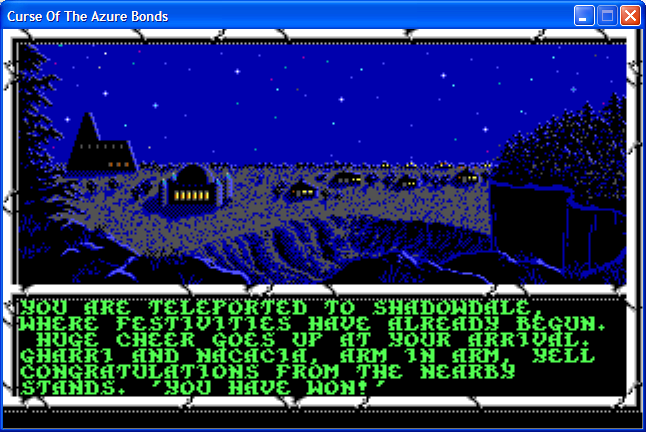 Curse Of The Azure Bonds
YOU ARE TELEPORTED TO SHADOWDALE,
WHERE FESTIVITIES HAVE ALREADY BEGUN.
HUGE CHEER GOES UP AT YOUR ARRIVAL.
GHARRI AND NACACIA, ARM IN ARM, YELL
CONGRATULATIONS FROM THE NEARBY
STANDS. 'YOU HAVE WON!'